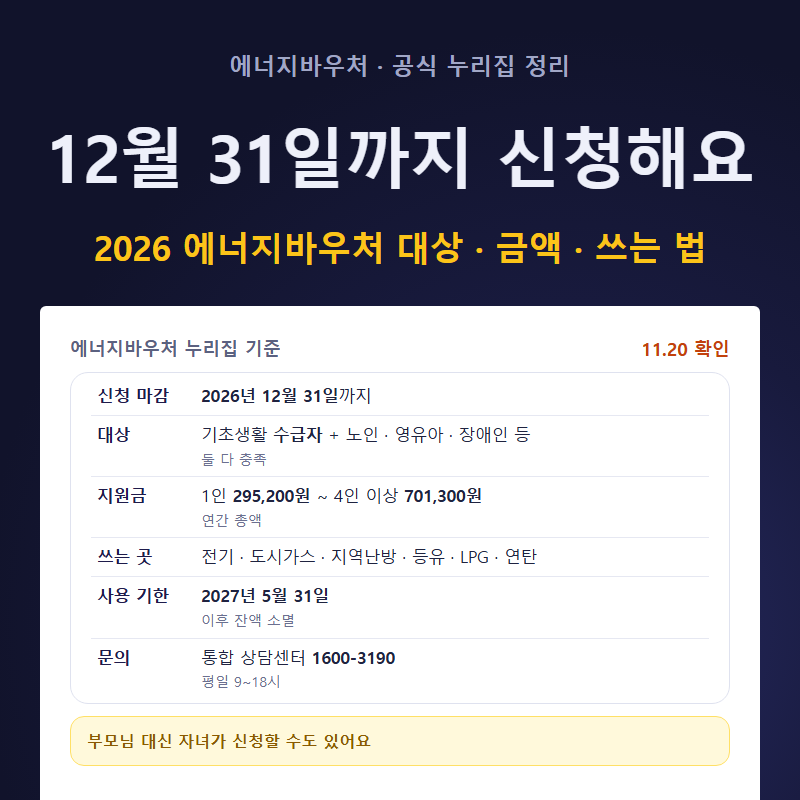 에너지바우처 · 공식 누리집 정리
12월 31일까지 신청해요
2026 에너지바우처 대상 · 금액 · 쓰는 법
에너지바우처 누리집 기준
11.20 확인
신청 마감
2026년 12월 31일까지
대상
기초생활 수급자 + 노인 · 영유아 · 장애인 등
둘 다 충족
지원금
1인 295,200원 ~ 4인 이상 701,300원
연간 총액
쓰는 곳
전기 · 도시가스 · 지역난방 · 등유 · LPG · 연탄
사용 기한
2027년 5월 31일
이후 잔액 소멸
문의
통합 상담센터 1600-3190
평일 9~18시
부모님 대신 자녀가 신청할 수도 있어요